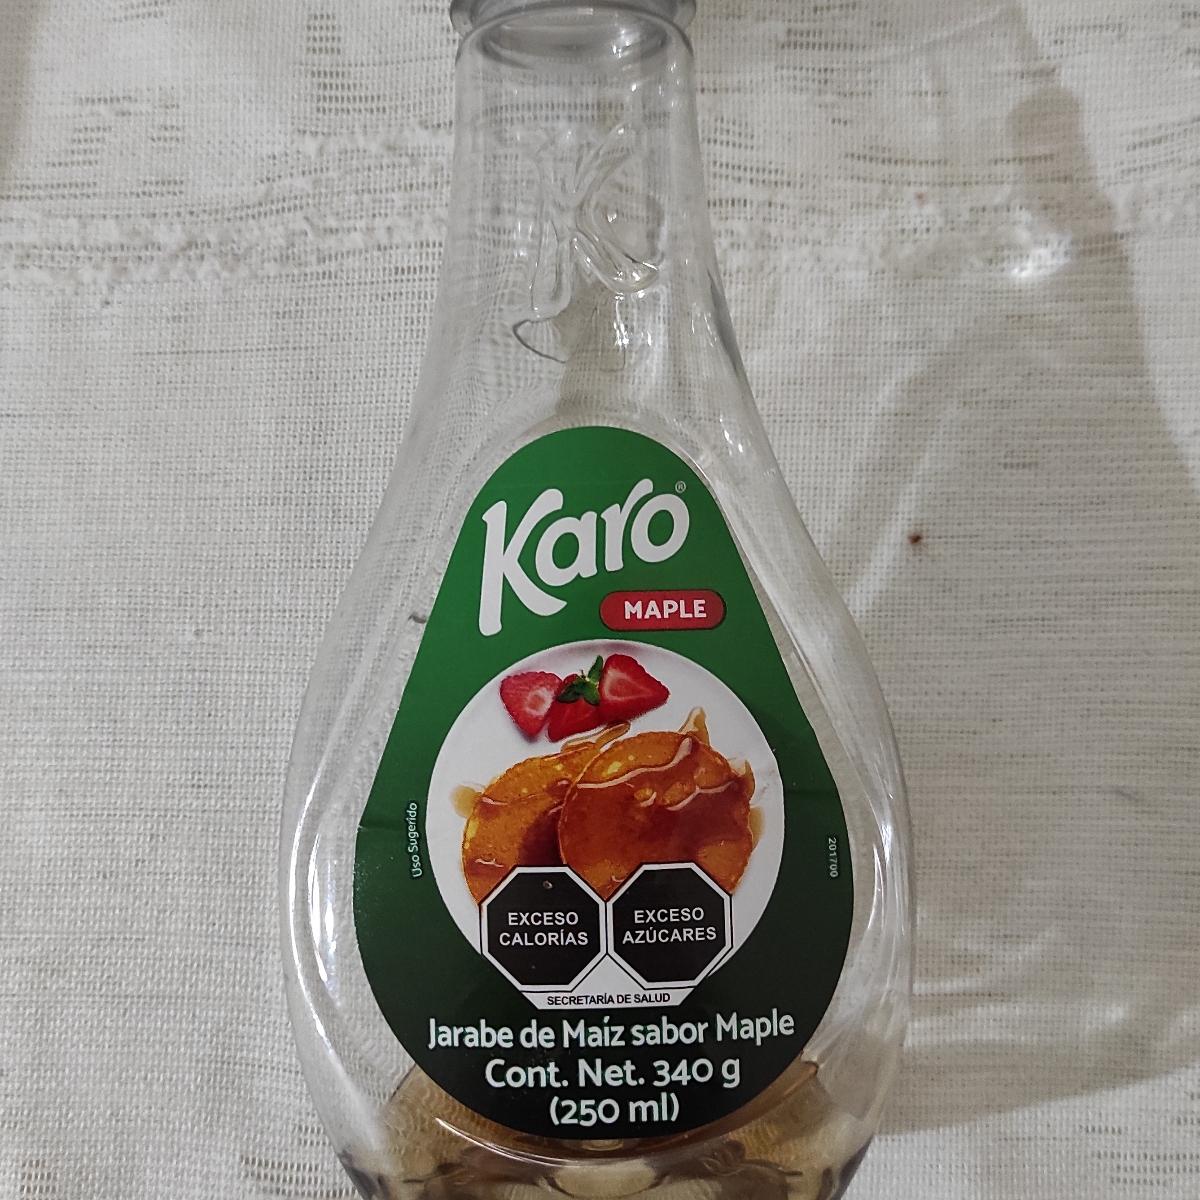 K
Karo®
MAPLE
Uso Sugerido
201700
EXCESO
CALORÍAS
EXCESO
AZÚCARES
SECRETARÍA DE SALUD
Jarabe de Maíz sabor Maple
Cont. Net. 340 g
(250 ml)